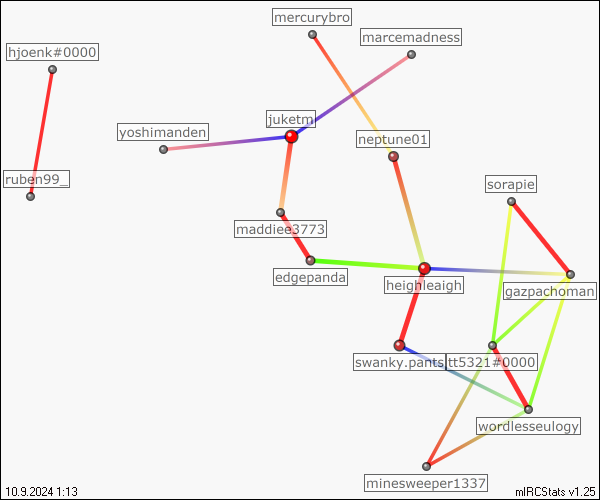 mercurybro
marcemadness
hjoenk#0000
juketm
yoshimanden
neptune01
ruben99_
sorapie
maddiee3773
edgepanda
heighleaigh
gazpachoman
swanky.pants
tt5321#0000
wordlesseulogy
minesweeper1337
10.9.2024 1:13
mIRCStats v1.25